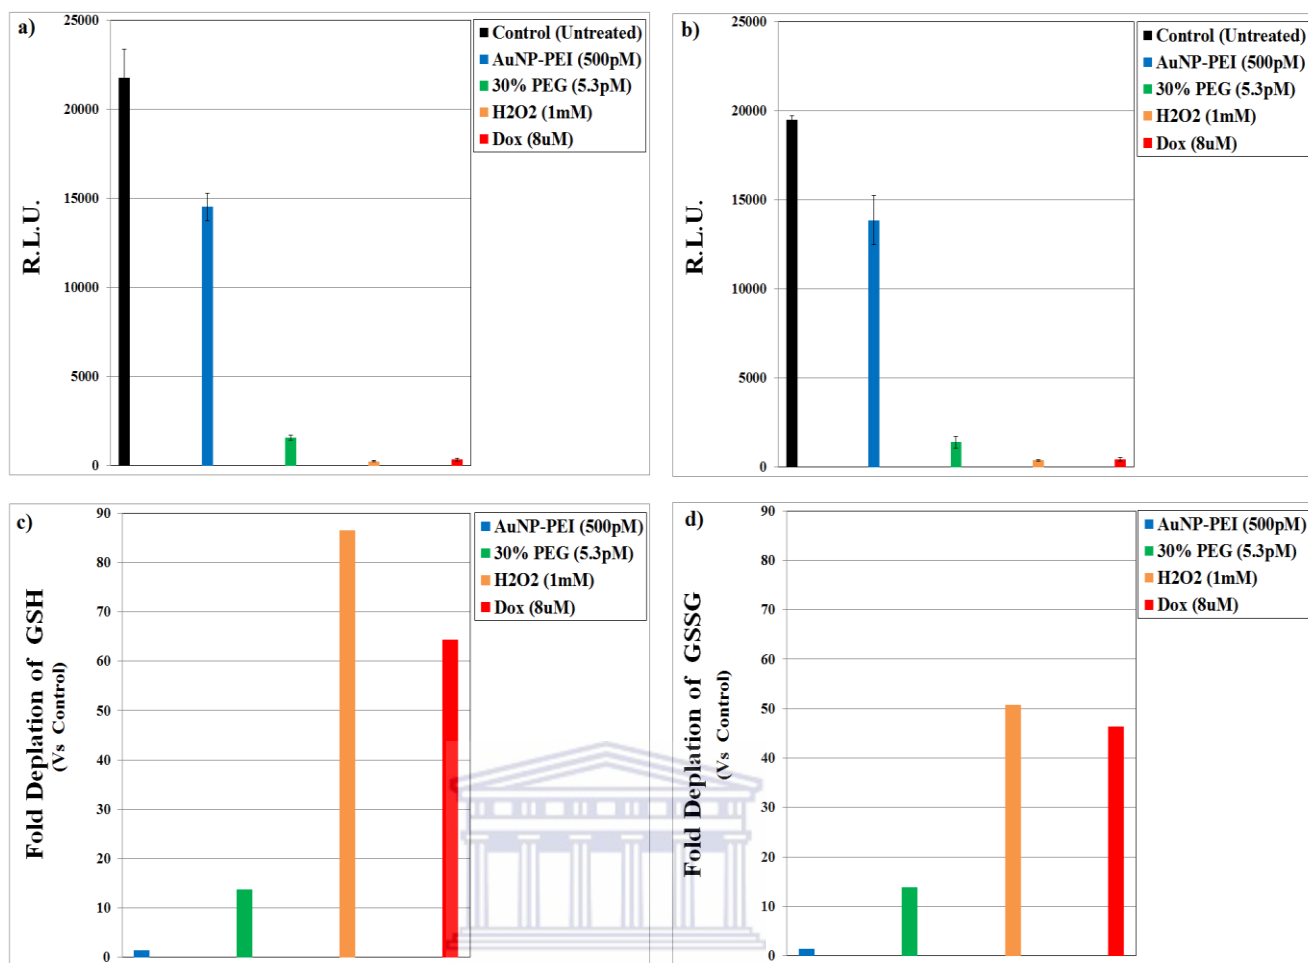 a)
25000
20000
15000
10000
5000
0
R.L.U.
Control (Untreated)
AuNP-PEI (500pM)
30% PEG (5.3pM)
H2O2 (1mM)
Dox (8uM)
b)
25000
20000
15000
10000
5000
0
R.L.U.
Control (Untreated)
AuNP-PEI (500pM)
30% PEG (5.3pM)
H2O2 (1mM)
Dox (8uM)
c)
90
80
70
60
50
40
30
20
10
0
Fold Deplation of GSH
(Vs Control)
AuNP-PEI (500pM)
30% PEG (5.3pM)
H2O2 (1mM)
Dox (8uM)
d)
90
80
70
60
50
40
30
20
10
0
Fold Deplation of GSSG
(Vs Control)
AuNP-PEI (500pM)
30% PEG (5.3pM)
H2O2 (1mM)
Dox (8uM)